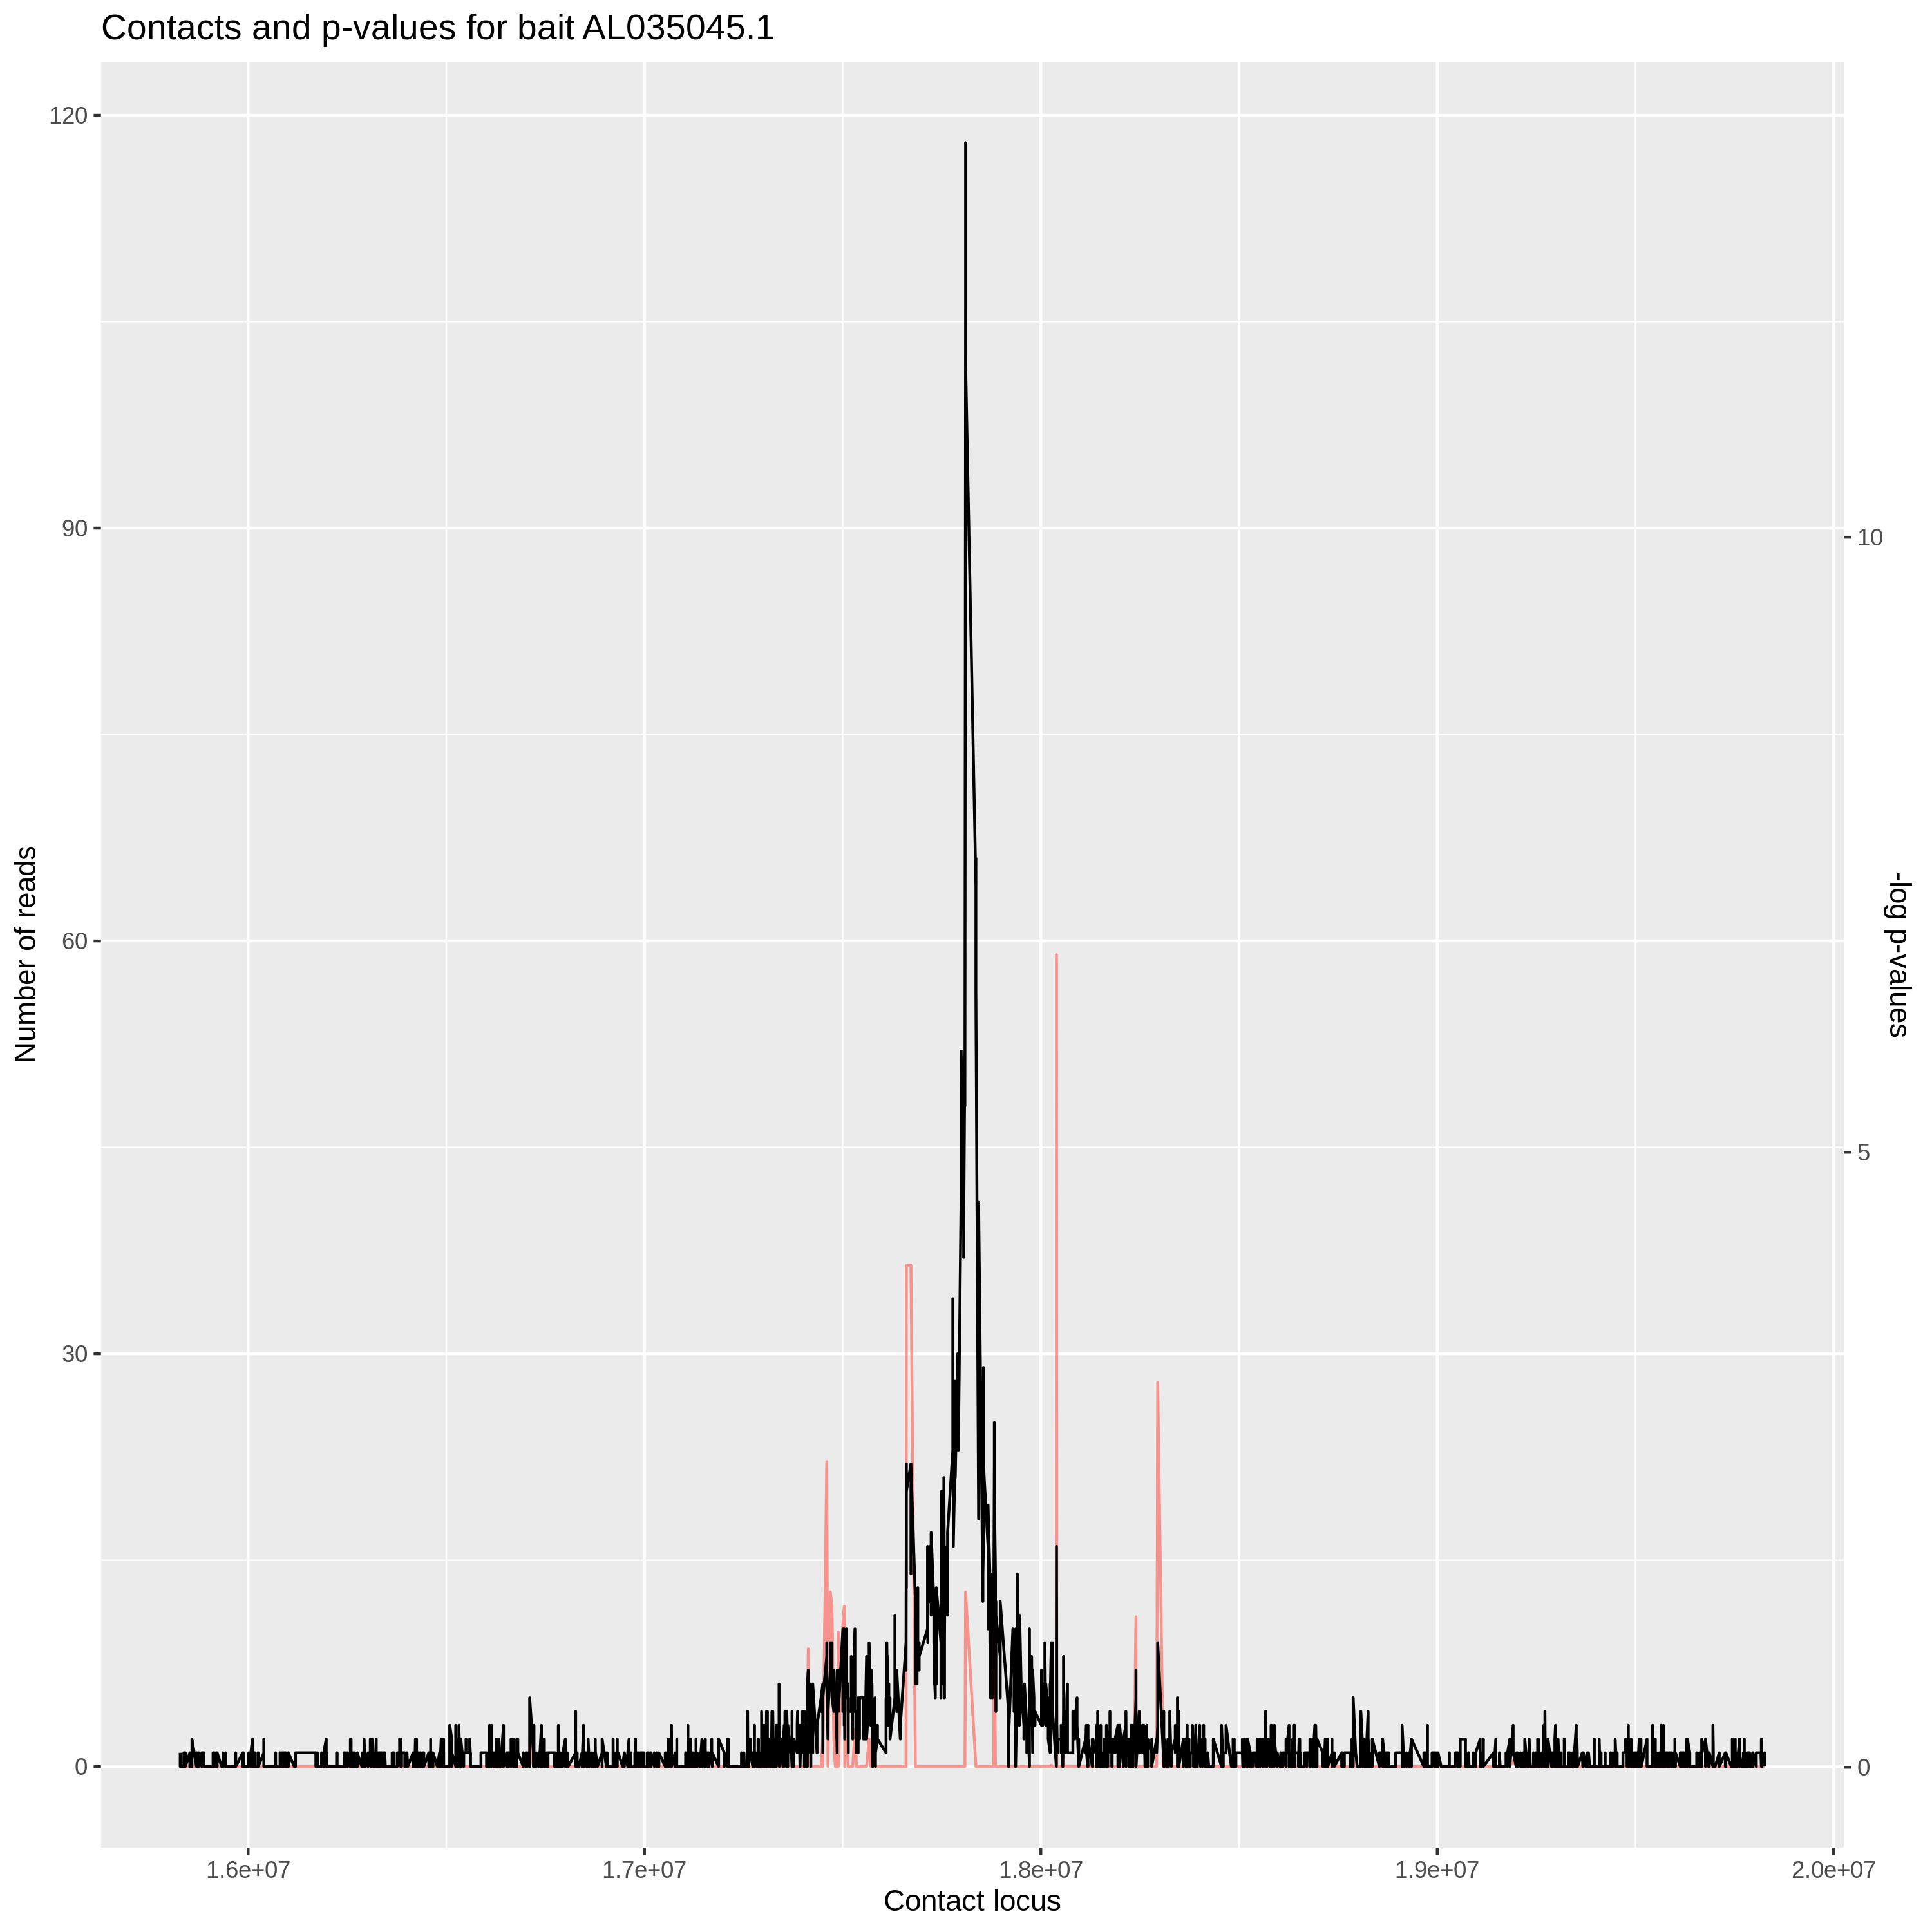 Contacts and p-values for bait AL035045.1
120
90
60
30
0
Number of reads
10
5
0
-log p-values
1.6e+07 1.7e+07 1.8e+07 1.9e+07 2.0e+07
Contact locus